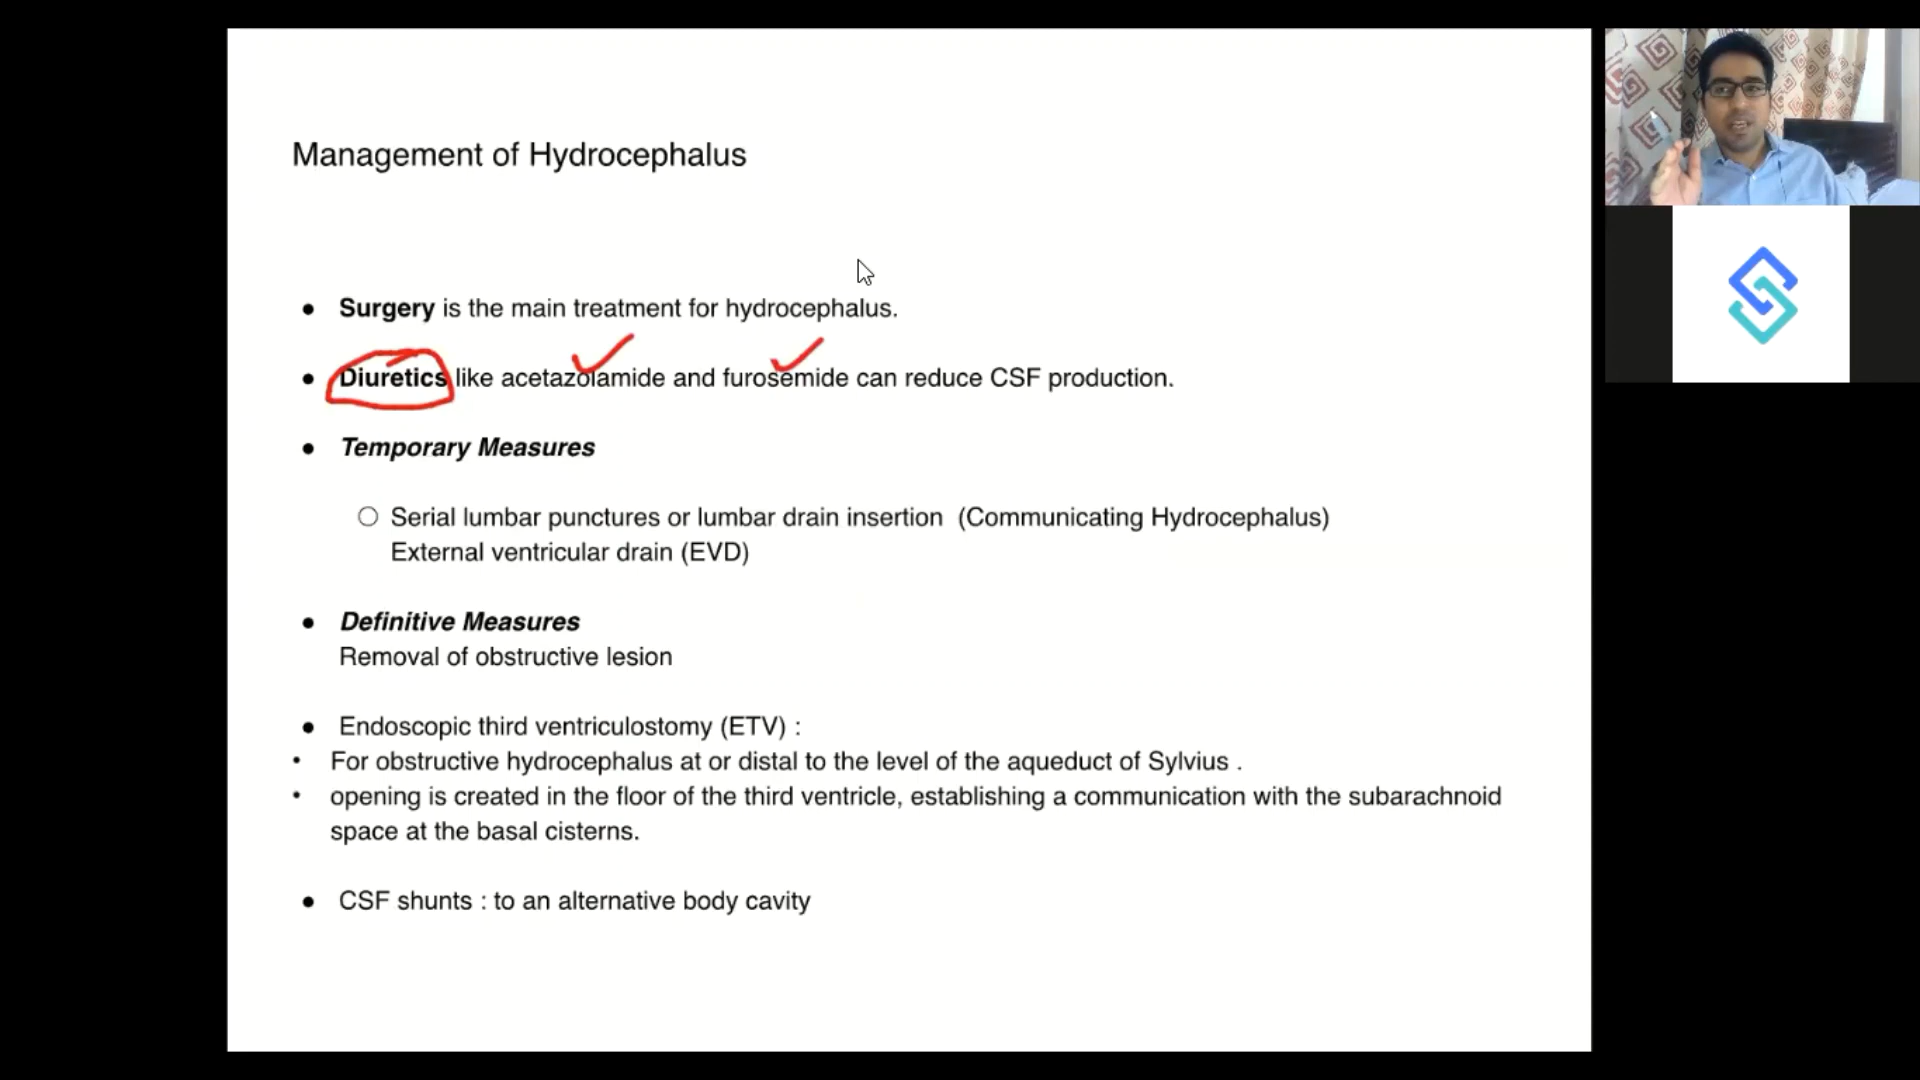 Management of Hydrocephalus
● Surgery is the main treatment for hydrocephalus.
● Diuretics like acetazolamide and furosemide can reduce CSF production.
● Temporary Measures
○ Serial lumbar punctures or lumbar drain insertion (Communicating Hydrocephalus)
External ventricular drain (EVD)
● Definitive Measures
Removal of obstructive lesion
● Endoscopic third ventriculostomy (ETV) :
• For obstructive hydrocephalus at or distal to the level of the aqueduct of Sylvius .
• opening is created in the floor of the third ventricle, establishing a communication with the subarachnoid
space at the basal cisterns.
● CSF shunts : to an alternative body cavity